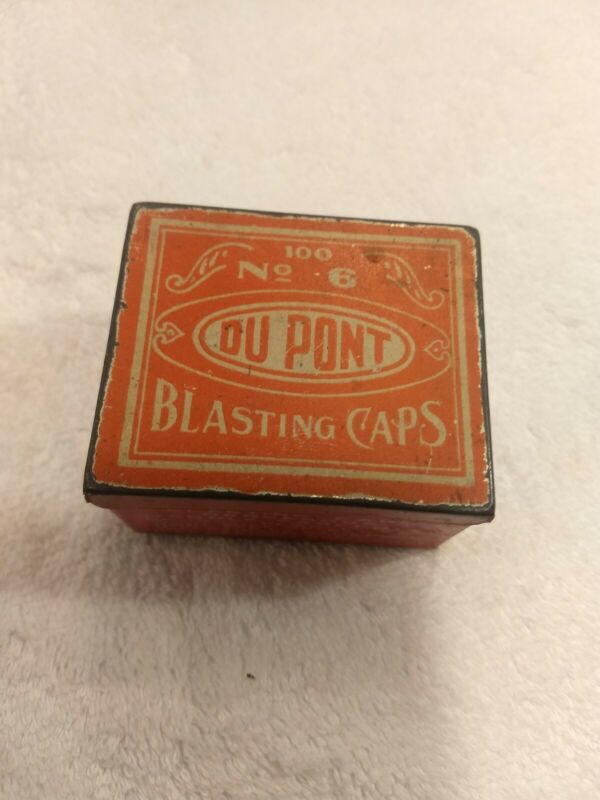 100
No 6
DU PONT
BLASTING CAPS